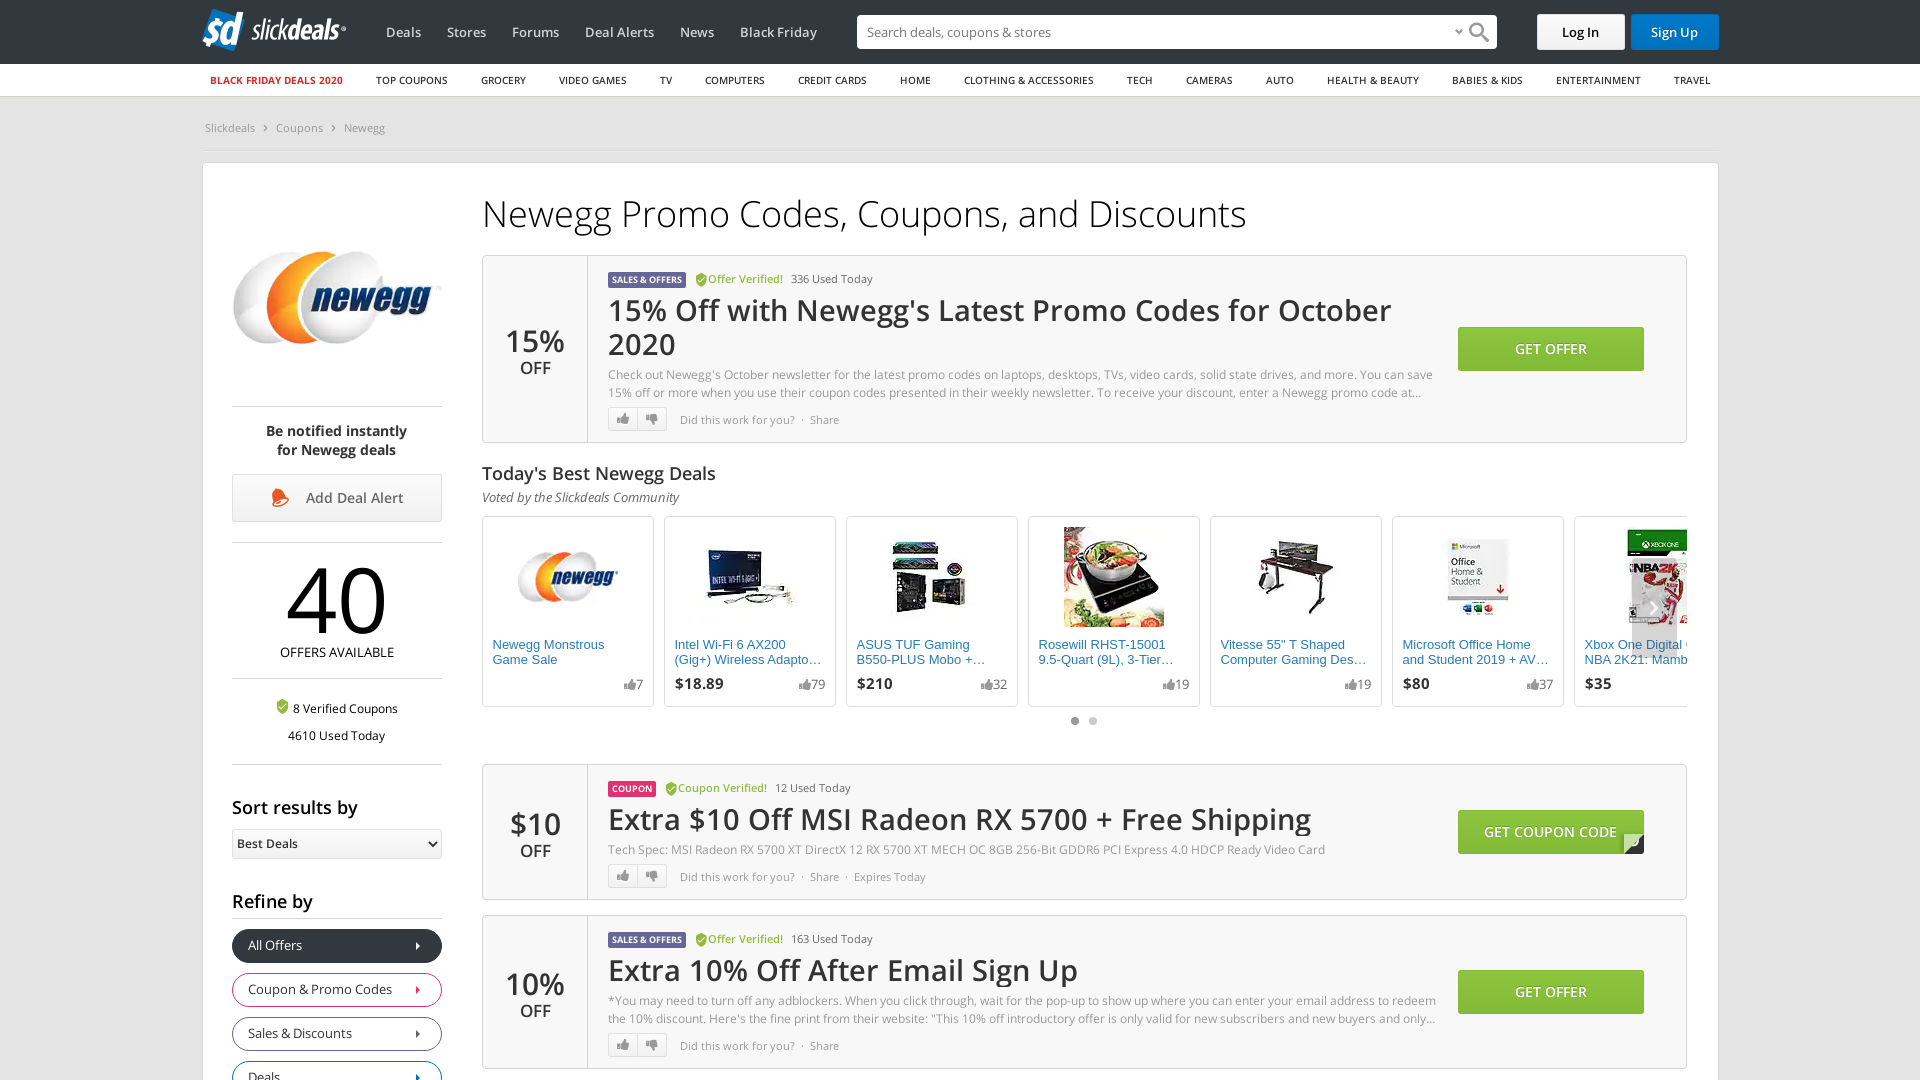 slickdeals
Deals
Stores
Forums
Deal Alerts
News
Black Friday
Search deals, coupons & stores
Log In
Sign Up
BLACK FRIDAY DEALS 2020
TOP COUPONS
GROCERY
VIDEO GAMES
TV
COMPUTERS
CREDIT CARDS
HOME
CLOTHING & ACCESSORIES
TECH
CAMERAS
AUTO
HEALTH & BEAUTY
BABIES & KIDS
ENTERTAINMENT
TRAVEL
Slickdeals
Coupons
Newegg
newegg
Be notified instantly
for Newegg deals
Add Deal Alert
40
OFFERS AVAILABLE
8 Verified Coupons
4610 Used Today
Sort results by
Best Deals
Refine by
All Offers
Coupon & Promo Codes
Sales & Discounts
Deals
Newegg Promo Codes, Coupons, and Discounts
15%
OFF
SALES & OFFERS
Offer Verified!
336 Used Today
15% Off with Newegg's Latest Promo Codes for October
2020
Check out Newegg's October newsletter for the latest promo codes on laptops, desktops, TVs, video cards, solid state drives, and more. You can save
15% off or more when you use their coupon codes presented in their weekly newsletter. To receive your discount, enter a Newegg promo code at...
Did this work for you? · Share
GET OFFER
Today's Best Newegg Deals
Voted by the Slickdeals Community
newegg
Newegg Monstrous
Game Sale
7
Intel Wi-Fi 6 AX200
(Gig+) Wireless Adapto…
$18.89
79
ASUS TUF Gaming
B550-PLUS Mobo +…
$210
32
Rosewill RHST-15001
9.5-Quart (9L), 3-Tier…
19
Vitesse 55" T Shaped
Computer Gaming Des…
19
Microsoft
Office
Home &
Student
Microsoft Office Home
and Student 2019 + AV…
$80
37
XBOX ONE
NBA2K
Xbox One Digital
NBA 2K21: Mamb
$35
$10
OFF
COUPON
Coupon Verified!
12 Used Today
Extra $10 Off MSI Radeon RX 5700 + Free Shipping
Tech Spec: MSI Radeon RX 5700 XT DirectX 12 RX 5700 XT MECH OC 8GB 256-Bit GDDR6 PCI Express 4.0 HDCP Ready Video Card
Did this work for you? · Share · Expires Today
GET COUPON CODE
10%
OFF
SALES & OFFERS
Offer Verified!
163 Used Today
Extra 10% Off After Email Sign Up
*You may need to turn off any adblockers. When you click through, wait for the pop-up to show up where you can enter your email address to redeem
the 10% discount. Here's the fine print from their website: "This 10% off introductory offer is only valid for new subscribers and new buyers and only...
Did this work for you? · Share
GET OFFER